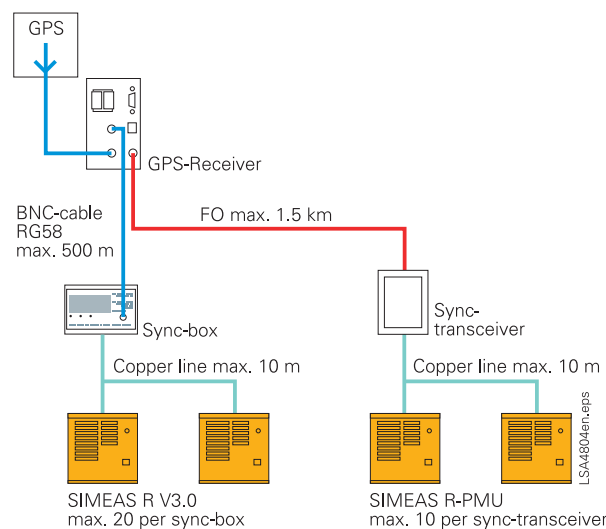 GPS
GPS-Receiver
BNC-cable
RG58
max. 500 m
FO max. 1.5 km
Sync-box
Sync-
transceiver
Copper line max. 10 m
Copper line max. 10 m
SIMEAS R V3.0
max. 20 per sync-box
SIMEAS R-PMU
max. 10 per sync-transceiver
LSA4804en.eps